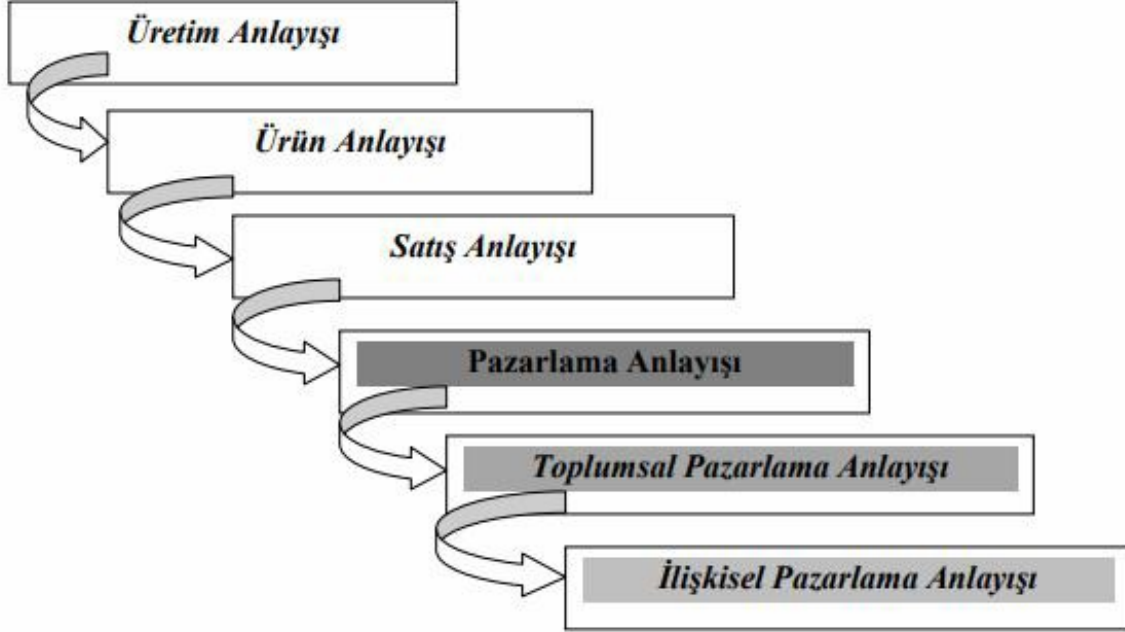 Üretim Anlayışı
Ürün Anlayışı
Satış Anlayışı
Pazarlama Anlayışı
Toplumsal Pazarlama Anlayışı
İlişkisel Pazarlama Anlayışı